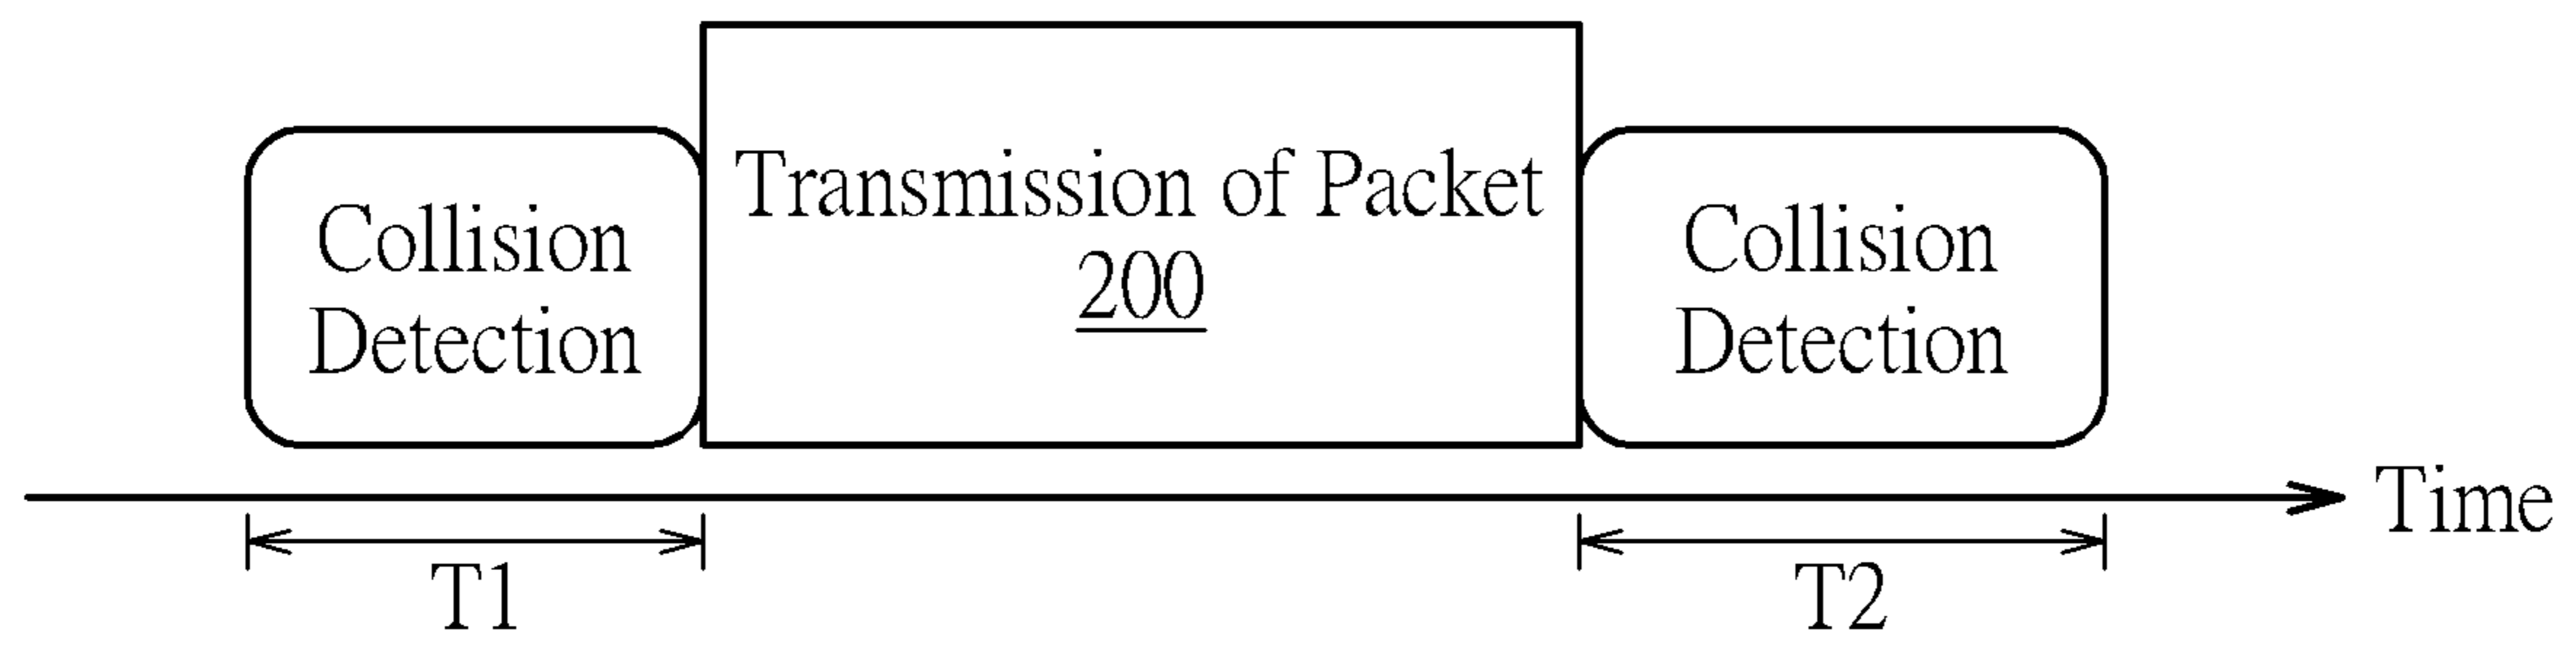 Collision
Detection
Transmission of Packet
200
Collision
Detection
Time
T1
T2